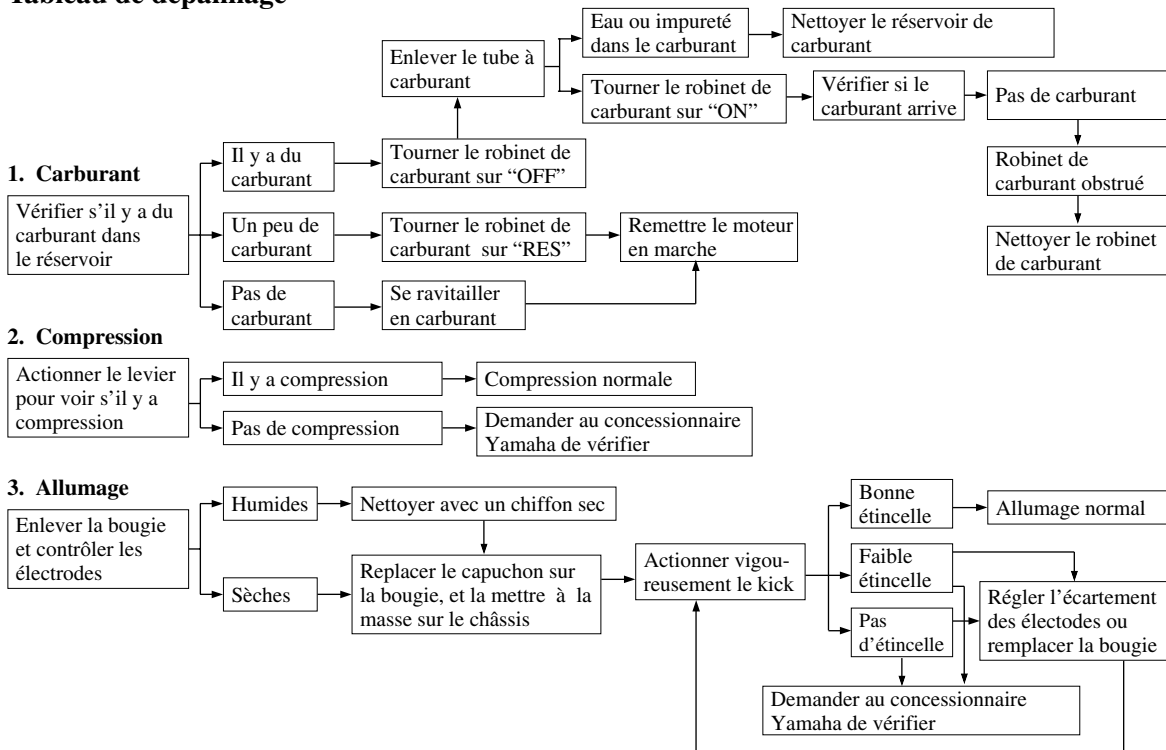 Tableau de dépannage
1. Carburant
Vérifier s’il y a du
carburant dans
le réservoir
Il y a du
carburant
Tourner le robinet de
carburant sur “OFF”
Enlever le tube à
carburant
Eau ou impureté
dans le carburant
Nettoyer le réservoir de
carburant
Tourner le robinet de
carburant sur “ON”
Vérifier si le
carburant arrive
Pas de carburant
Robinet de
carburant obstrué
Nettoyer le robinet
de carburant
Un peu de
carburant
Tourner le robinet de
carburant sur “RES”
Remettre le moteur
en marche
Pas de
carburant
Se ravitailler
en carburant
2. Compression
Actionner le levier
pour voir s’il y a
compression
Il y a compression
Compression normale
Pas de compression
Demander au concessionnaire
Yamaha de vérifier
3. Allumage
Enlever la bougie
et contrôler les
électrodes
Humides
Nettoyer avec un chiffon sec
Sèches
Replacer le capuchon sur
la bougie, et la mettre à la
masse sur le châssis
Actionner vigou-
reusement le kick
Bonne
étincelle
Allumage normal
Faible
étincelle
Pas
d’étincelle
Régler l’écartement
des électodes ou
remplacer la bougie
Demander au concessionnaire
Yamaha de vérifier